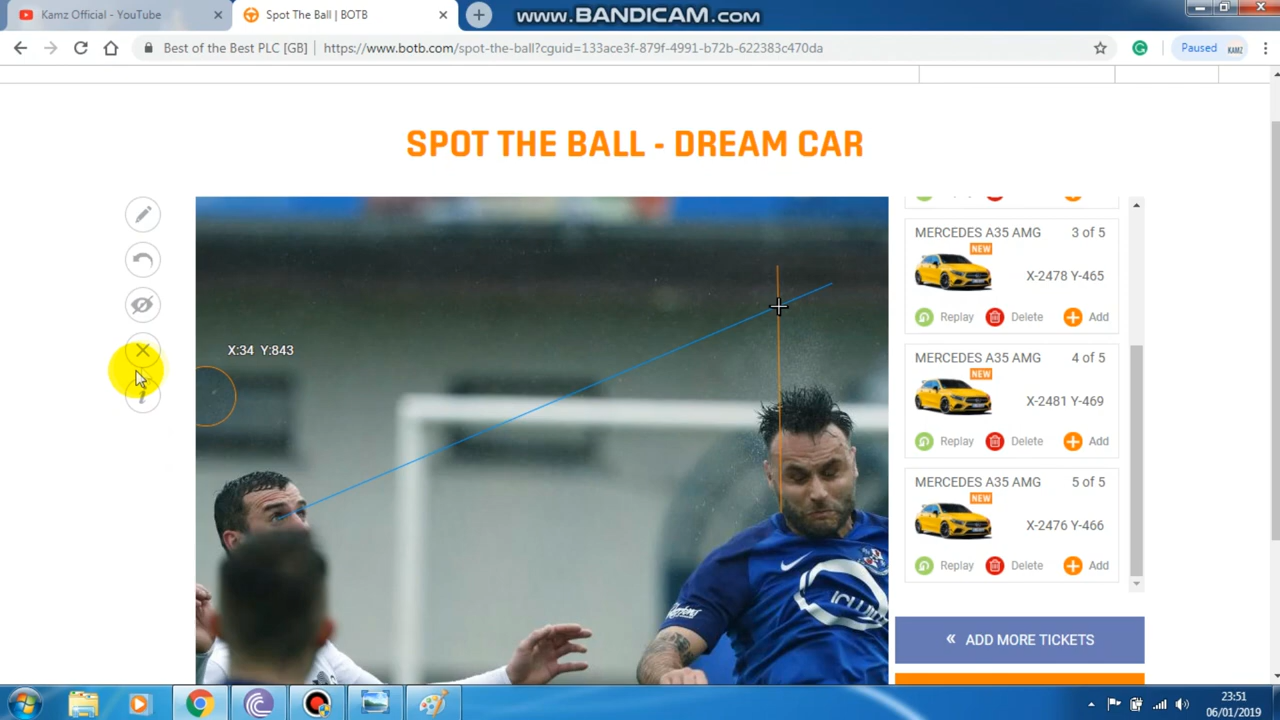 www.BANDICAM.com
Kamz Official - YouTube
Spot The Ball | BOTB
Best of the Best PLC [GB]
https://www.botb.com/spot-the-ball?cguid=133ace3f-879f-4991-b72b-622383c470da
Paused
KAMZ
SPOT THE BALL - DREAM CAR
X:34 Y:843
MERCEDES A35 AMG 3 of 5
NEW
X-2478 Y-465
Replay Delete Add
MERCEDES A35 AMG 4 of 5
NEW
X-2481 Y-469
Replay Delete Add
MERCEDES A35 AMG 5 of 5
NEW
X-2476 Y-466
Replay Delete Add
« ADD MORE TICKETS
23:51
06/01/2019